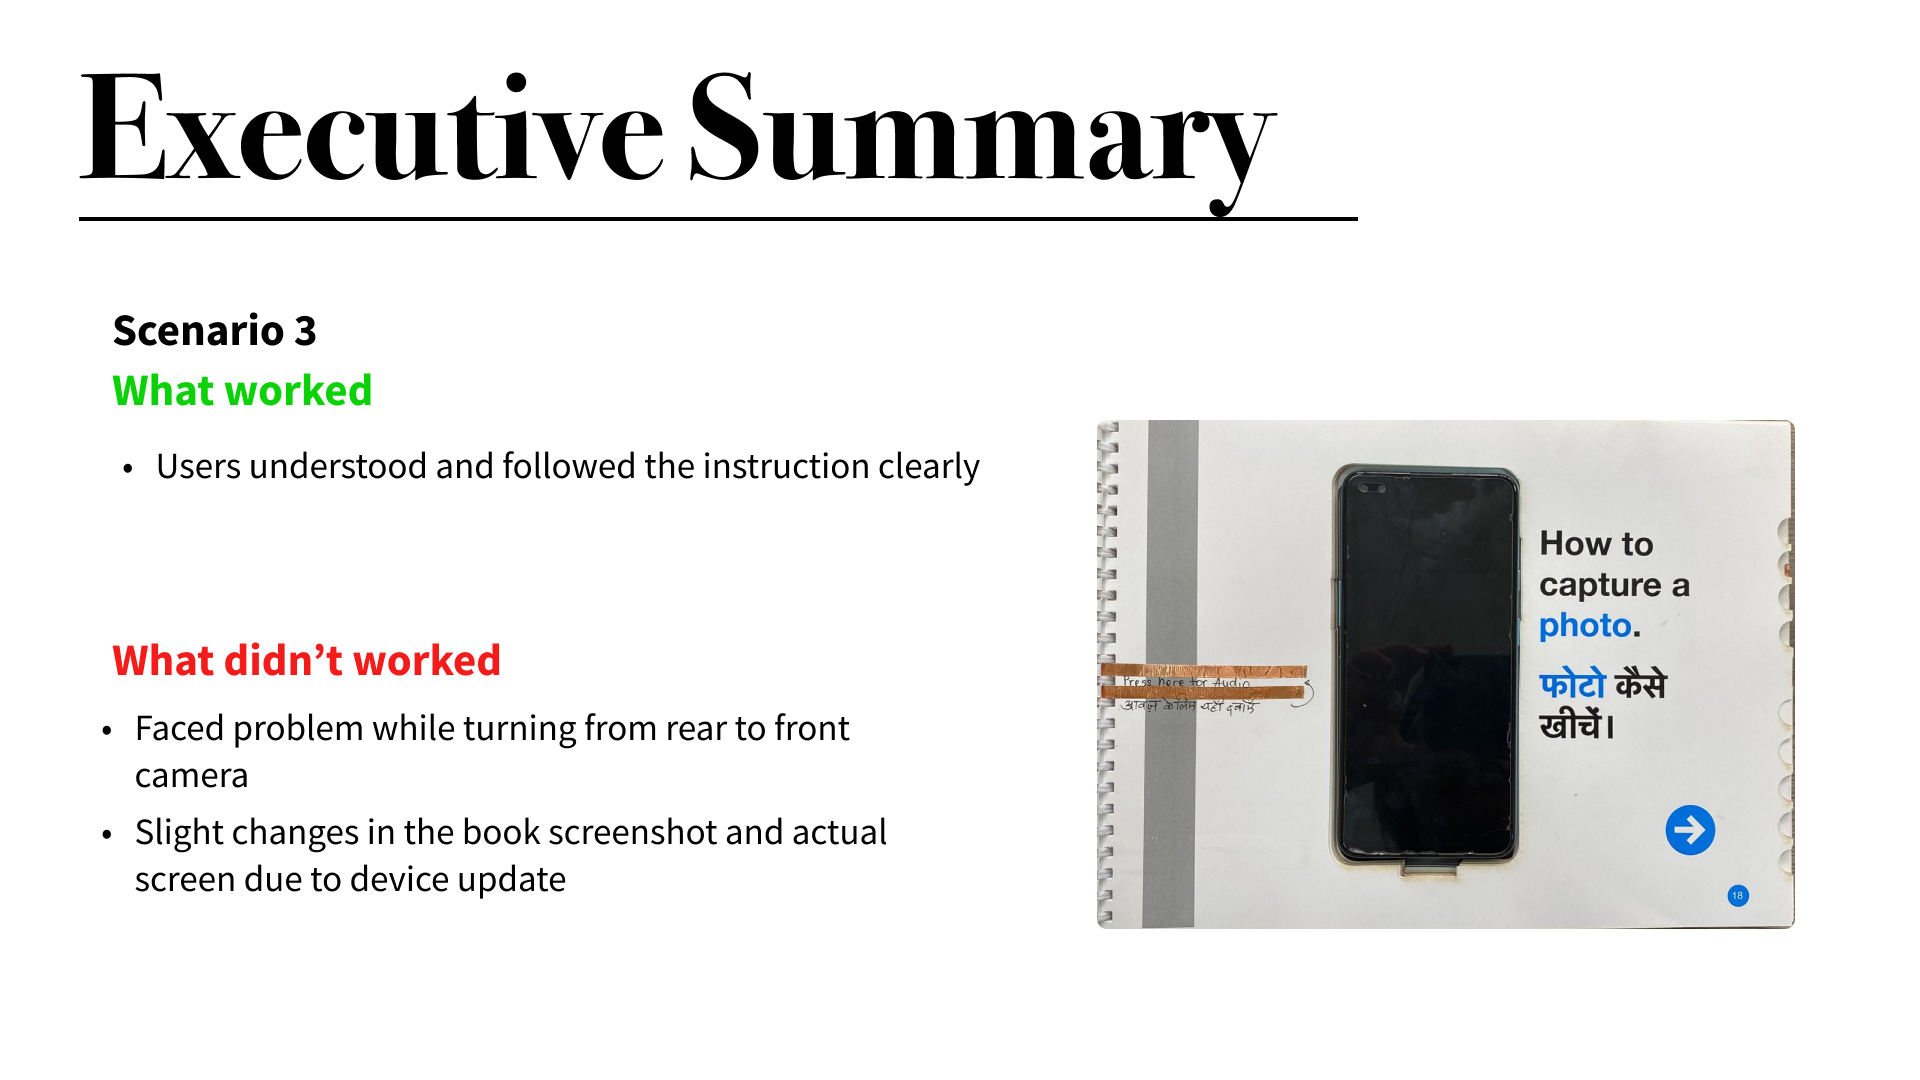 Executive Summary
Scenario 3
What worked
• Users understood and followed the instruction clearly
What didn’t worked
• Faced problem while turning from rear to front
camera
• Slight changes in the book screenshot and actual
screen due to device update
How to
capture a
photo.
फोटो कैसे
खीचें।
Press here for Audio
आवाज़ के लिए यहाँ दबाएँ
18